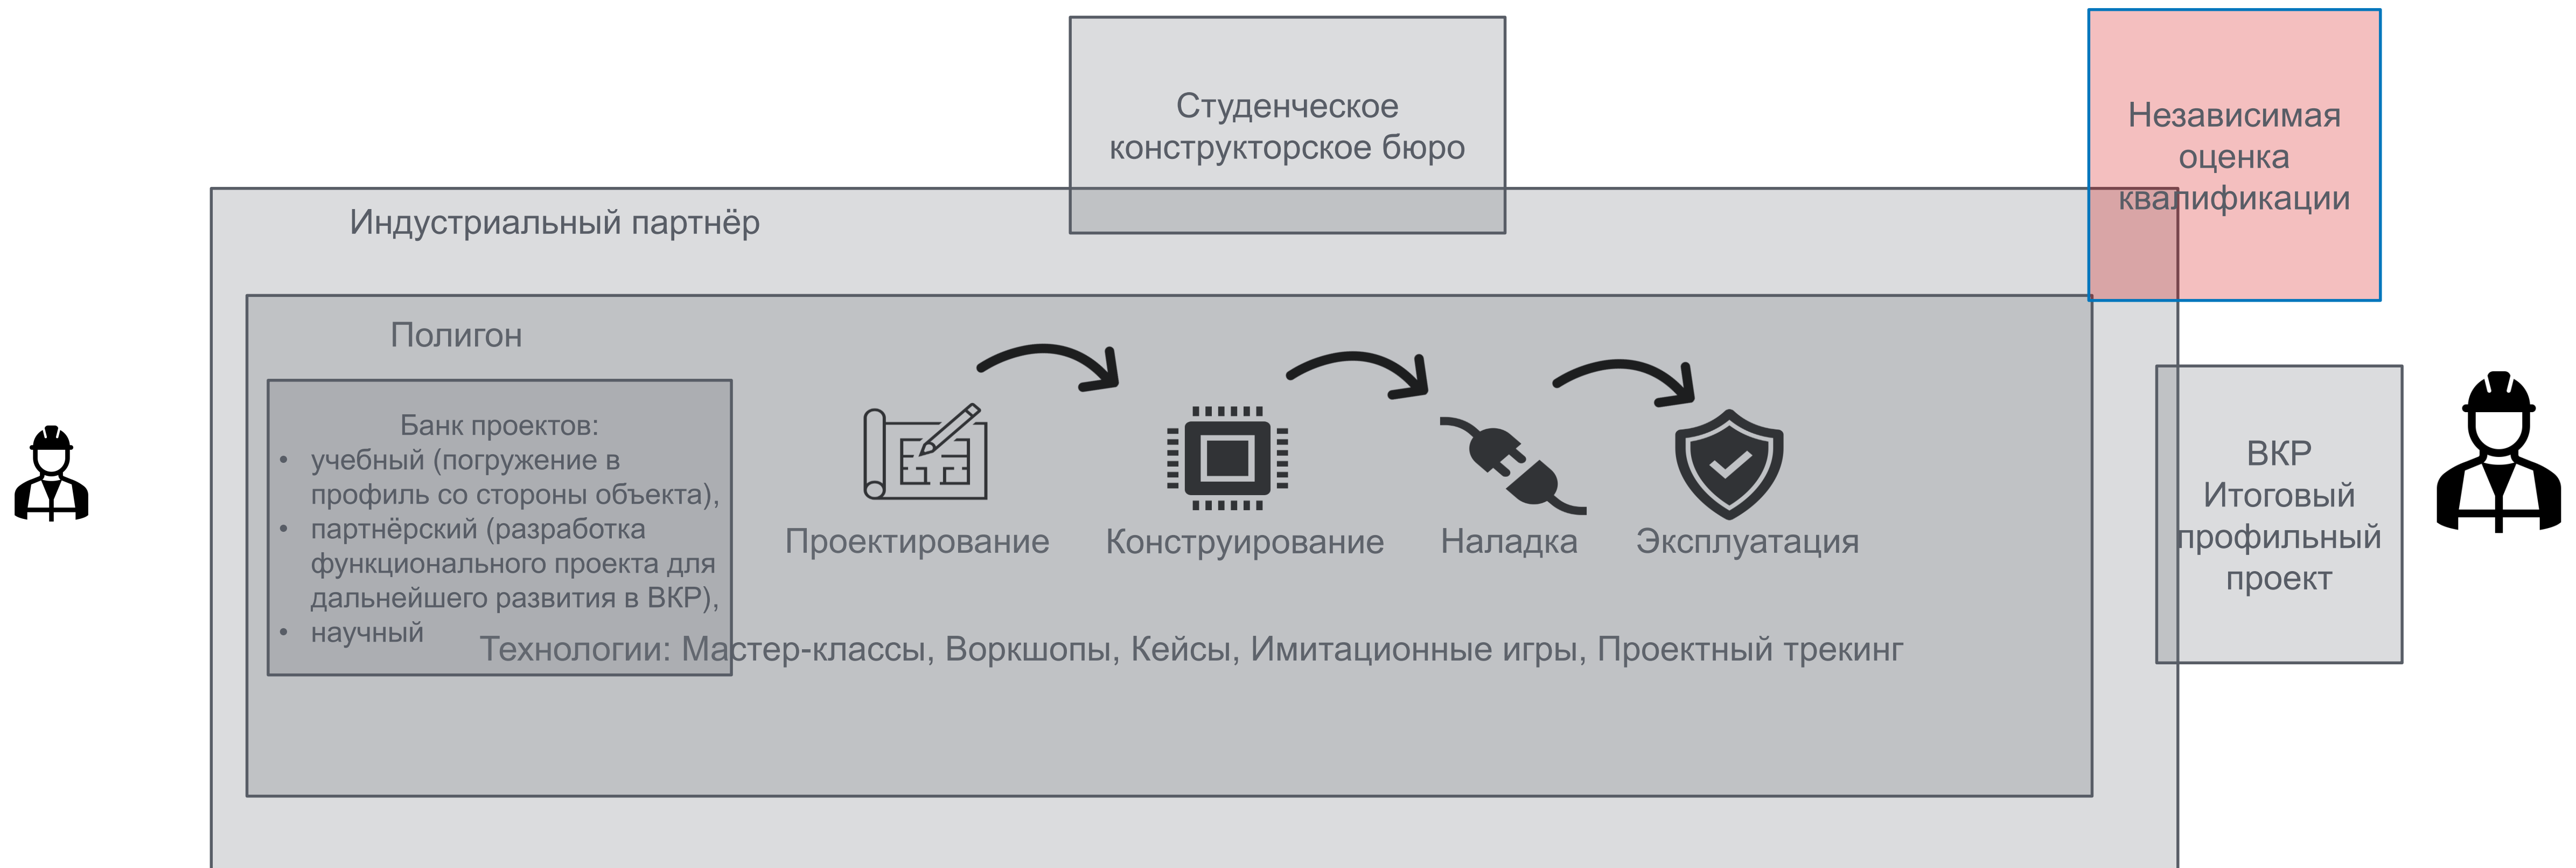 Студенческое
конструкторское бюро
Независимая
оценка
квалификации
Индустриальный партнёр
Полигон
Банк проектов:
• учебный (погружение в
профиль со стороны объекта),
• партнёрский (разработка
функционального проекта для
дальнейшего развития в ВКР),
• научный
Проектирование
Конструирование
Наладка
Эксплуатация
Технологии: Мастер-классы, Воркшопы, Кейсы, Имитационные игры, Проектный трекинг
ВКР
Итоговый
профильный
проект